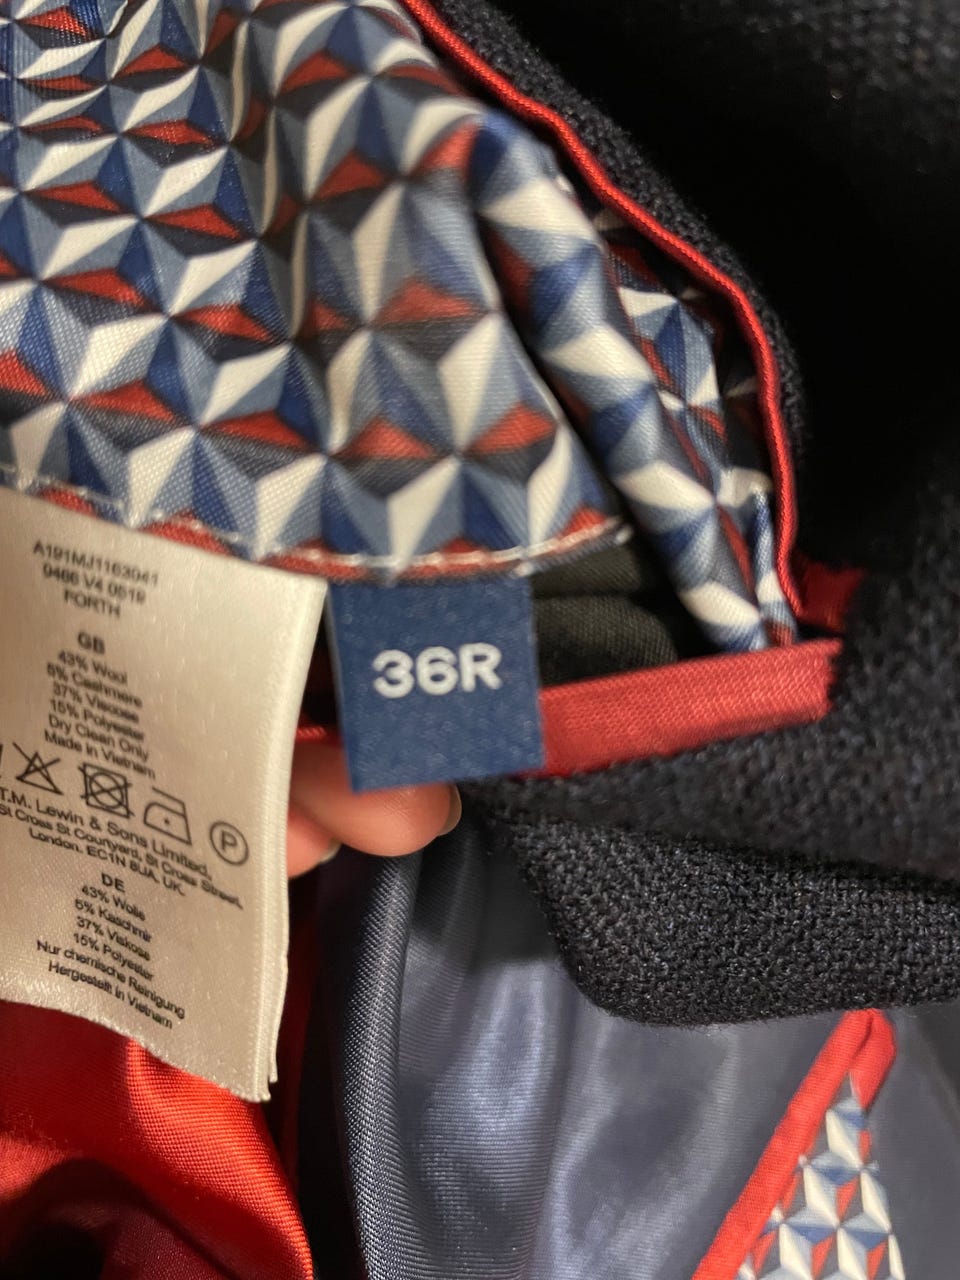 A191MJ1163041
0466 V4 0519
FORTH
GB
43% Wool
5% Cashmere
37% Viscose
15% Polyester
Dry Clean Only
Made in Vietnam
P
T.M. Lewin & Sons Limited,
St Cross St Courtyard, St Cross Street,
London. EC1N 8UA. UK.
DE
43% Wolle
5% Kaschmir
37% Viskose
15% Polyester
Nur chemische Reinigung
Hergestellt in Vietnam
36R